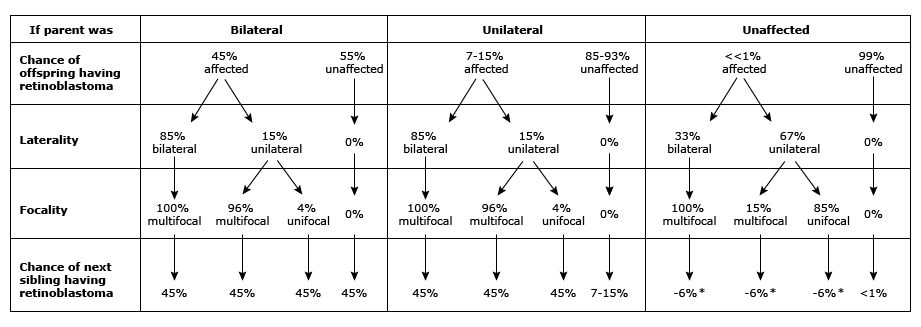 If parent was Bilateral Unilateral Unaffected
Chance of offspring having retinoblastoma
45% affected 55% unaffected 7-15% affected 85-93% unaffected <<1% affected 99% unaffected
Laterality
85% bilateral 15% unilateral 0% 85% bilateral 15% unilateral 0% 33% bilateral 67% unilateral 0%
Focality
100% multifocal 96% multifocal 4% unifocal 0% 100% multifocal 96% multifocal 4% unifocal 0% 100% multifocal 15% multifocal 85% unifocal 0%
Chance of next sibling having retinoblastoma
45% 45% 45% 45% 45% 45% 45% 7-15% -6%* -6%* -6%* <1%